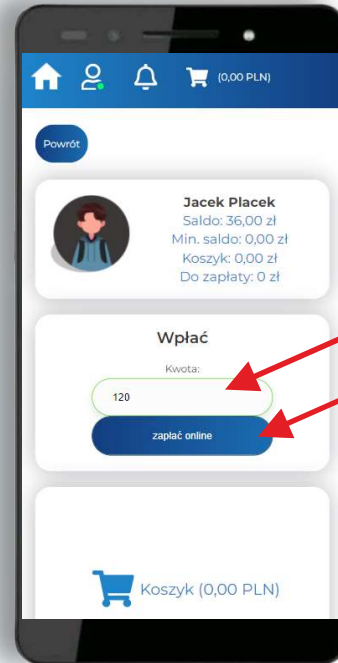 (0,00 PLN)
Powrót
Jacek Placek
Saldo: 36,00 zł
Min. saldo: 0,00 zł
Koszyk: 0,00 zł
Do zapłaty: 0 zł
Wpłać
Kwota:
120
zapłać online
Koszyk (0,00 PLN)